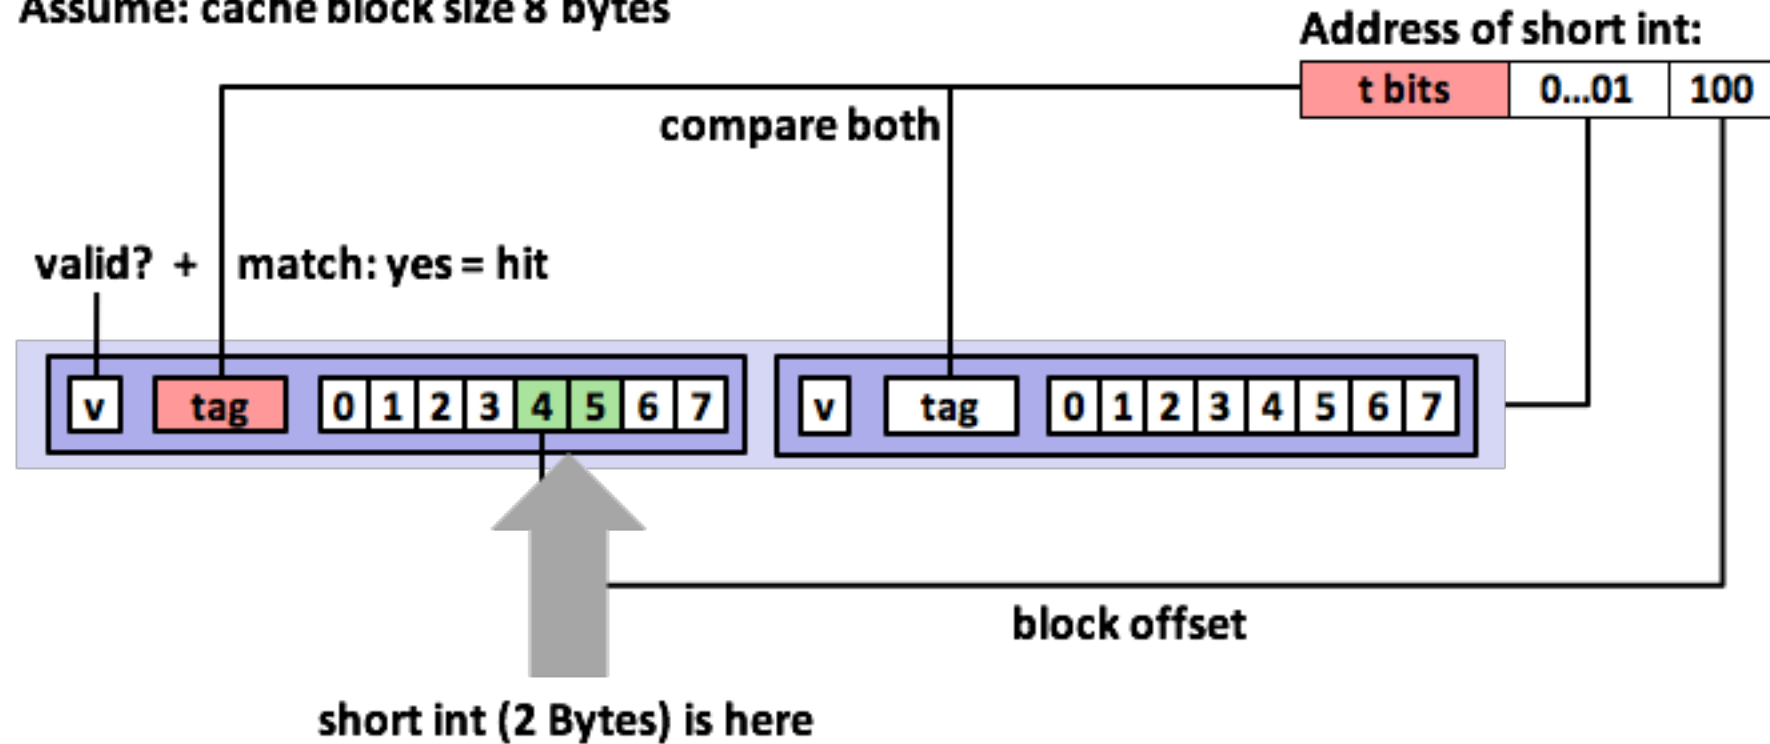 Assume: cache block size 8 bytes
Address of short int:
t bits 0...01 100
compare both
valid? + match: yes = hit
v tag 0 1 2 3 4 5 6 7 v tag 0 1 2 3 4 5 6 7
block offset
short int (2 Bytes) is here